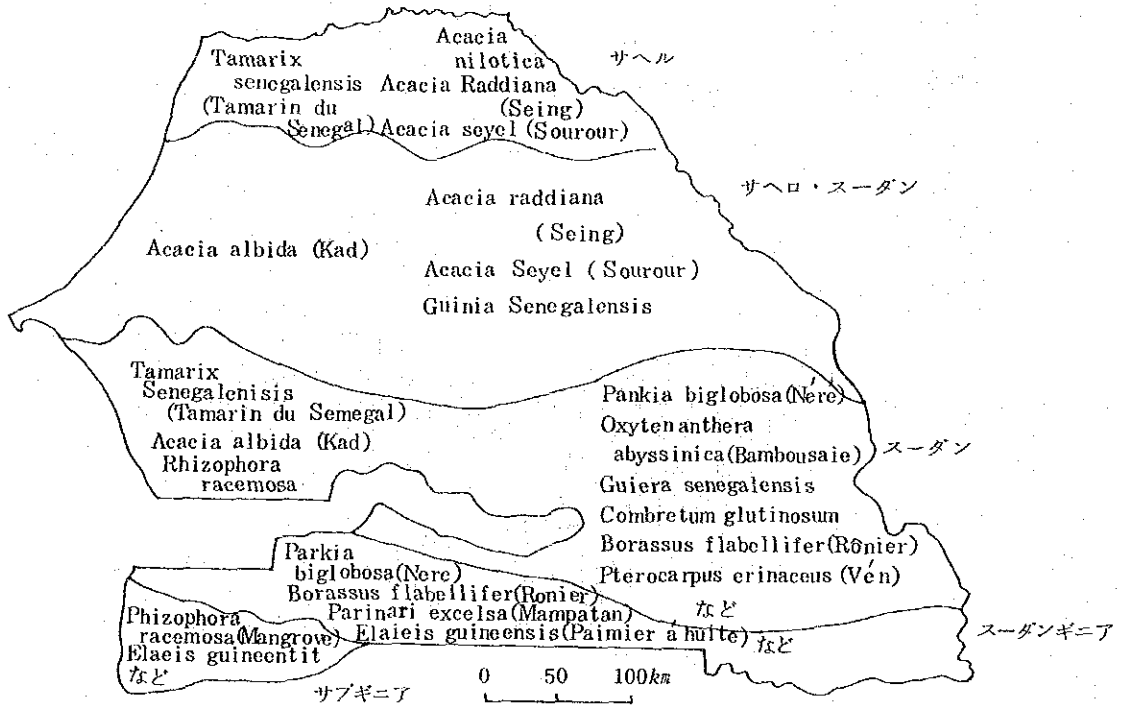 Acacia
nilotica
サヘル
Tamarix
senegalensis
Acacia Raddiana
(Tamarin du
(Seing)
Senegal)
Acacia seyel (Sourour)
サヘロ・スーダン
Acacia raddiana
(Seing)
Acacia albida (Kad)
Acacia Seyel (Sourour)
Guinia Senegalensis
Tamarix
Senegalenisis
(Tamarin du Semegal)
Acacia albida (Kad)
Rhizophora
racemosa
Pankia biglobosa (Néré)
Oxytenanthera
abyssinica (Bambousaie)
スーダン
Guiera senegalensis
Combretum glutinosum
Borassus flabellifer (Rônier)
Pterocarpus erinaceus (Vén)
など
Parkia
biglobosa (Nere)
Borassus flabellifer (Ronier)
Parinari excelsa (Mampatan)
Elaieis guineensis (Paimier á hulte)
など
スーダンギニア
Phizophora
racemosa (Mangrove)
Elaeis guineentit
など
サブギニア
0 50 100km